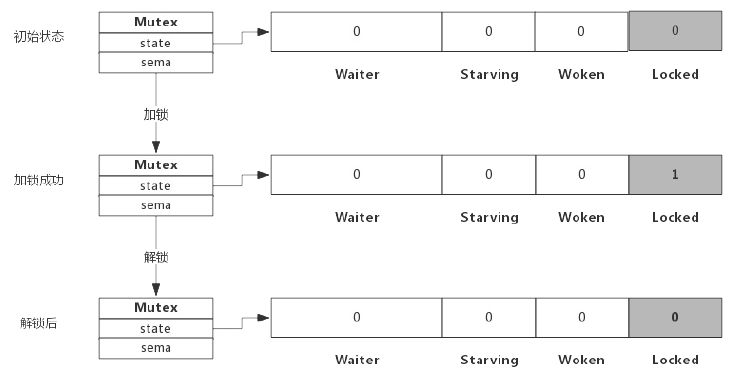 初始状态
Mutex
state
sema
0 0 0 0
Waiter Starving Woken Locked
加锁
加锁成功
Mutex
state
sema
0 0 0 1
Waiter Starving Woken Locked
解锁
解锁后
Mutex
state
sema
0 0 0 0
Waiter Starving Woken Locked